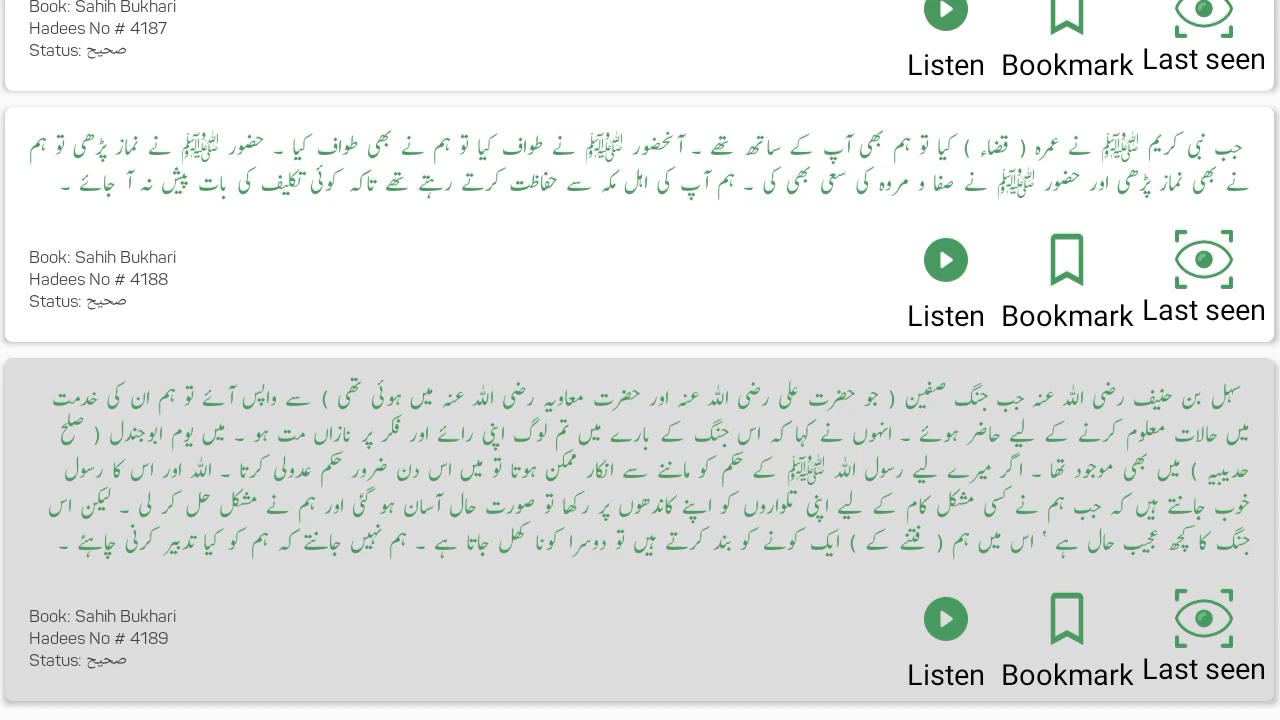 Book: Sahih Bukhari
Hadees No # 4187
Status: صحیح
Listen
Bookmark
Last seen
جب نبی کریم ﷺ نے عمرہ ( قضاء ) کیا تو ہم بھی آپ کے ساتھ تھے ۔ آنحضور ﷺ نے طواف کیا تو ہم نے بھی طواف کیا ۔ حضور ﷺ نے نماز پڑھی تو ہم
نے بھی نماز پڑھی اور حضور ﷺ نے صفا و مروہ کی سعی بھی کی ۔ ہم آپ کی اہل مکہ سے حفاظت کرتے رہتے تھے تاکہ کوئی تکلیف کی بات پیش نہ آ جائے ۔
Book: Sahih Bukhari
Hadees No # 4188
Status: صحیح
Listen
Bookmark
Last seen
سہل بن حنیف رضی اللہ عنہ جب جنگ صفین ( جو حضرت علی رضی اللہ عنہ اور حضرت معاویہ رضی اللہ عنہ میں ہوئی تھی ) سے واپس آئے تو ہم ان کی خدمت
میں حالات معلوم کرنے کے لیے حاضر ہوئے ۔ انہوں نے کہا کہ اس جنگ کے بارے میں تم لوگ اپنی رائے اور فکر پر نازاں مت ہو ۔ میں یوم ابوجندل ( صلح
حدیبیہ ) میں بھی موجود تھا ۔ اگر میرے لیے رسول اللہ ﷺ کے حکم کو ماننے سے انکار ممکن ہوتا تو میں اس دن ضرور حکم عدولی کرتا ۔ اللہ اور اس کا رسول
خوب جانتے ہیں کہ جب ہم نے کسی مشکل کام کے لیے اپنی تلواروں کو اپنے کاندھوں پر رکھا تو صورت حال آسان ہو گئی اور ہم نے مشکل حل کر لی ۔ لیکن اس
جنگ کا کچھ عجیب حال ہے ‘ اس میں ہم ( فتنے کے ) ایک کونے کو بند کرتے ہیں تو دوسرا کونا کھل جاتا ہے ۔ ہم نہیں جانتے کہ ہم کو کیا تدبیر کرنی چاہئے ۔
Book: Sahih Bukhari
Hadees No # 4189
Status: صحیح
Listen
Bookmark
Last seen